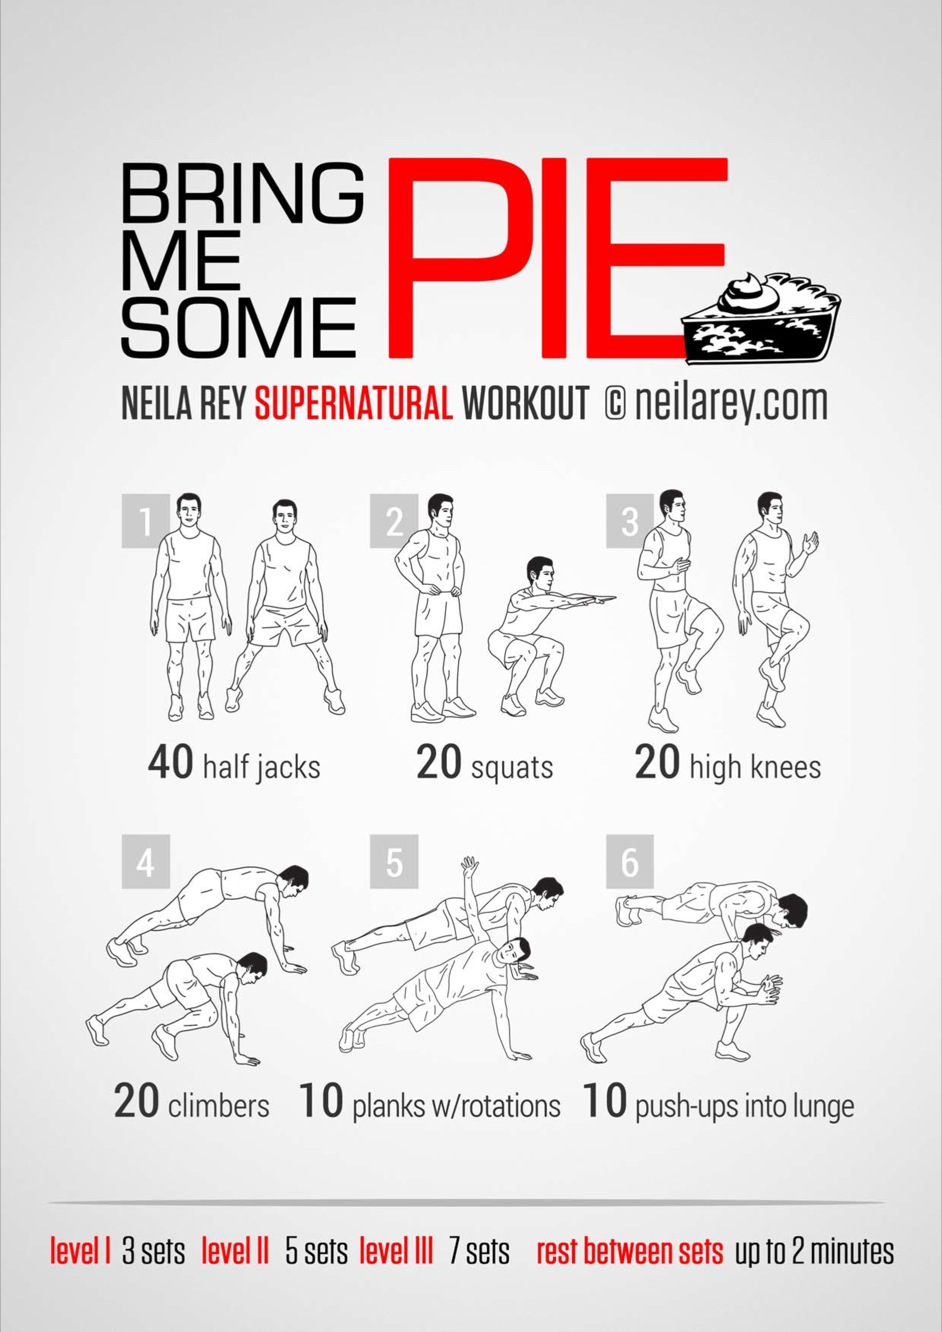 BRING
ME
SOME
PIE
NEILA REY SUPERNATURAL WORKOUT © neilarey.com
1
2
3
40 half jacks
20 squats
20 high knees
4
5
6
20 climbers
10 planks w/rotations
10 push-ups into lunge
level I 3 sets level II 5 sets level III 7 sets rest between sets up to 2 minutes